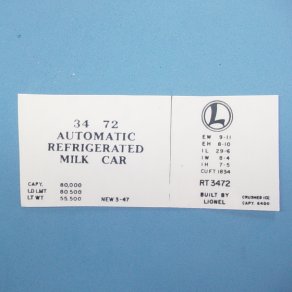 34 72
AUTOMATIC
REFRIGERATED
MILK CAR
CAPY. 80,000
LD LMT 80,500
LT WT 55,500 NEW 3-47
L
EW 9-11
EH 8-10
IL 29-6
IW 8-4
IH 7-5
CU FT 1834
RT 3472
BUILT BY
LIONEL
CRUSHED ICE
CAPY. 6400